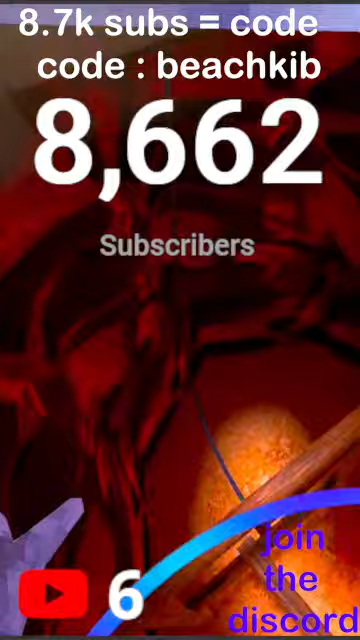 8.7k subs = code
code : beachkib
8,662
Subscribers
6
join
the
discord